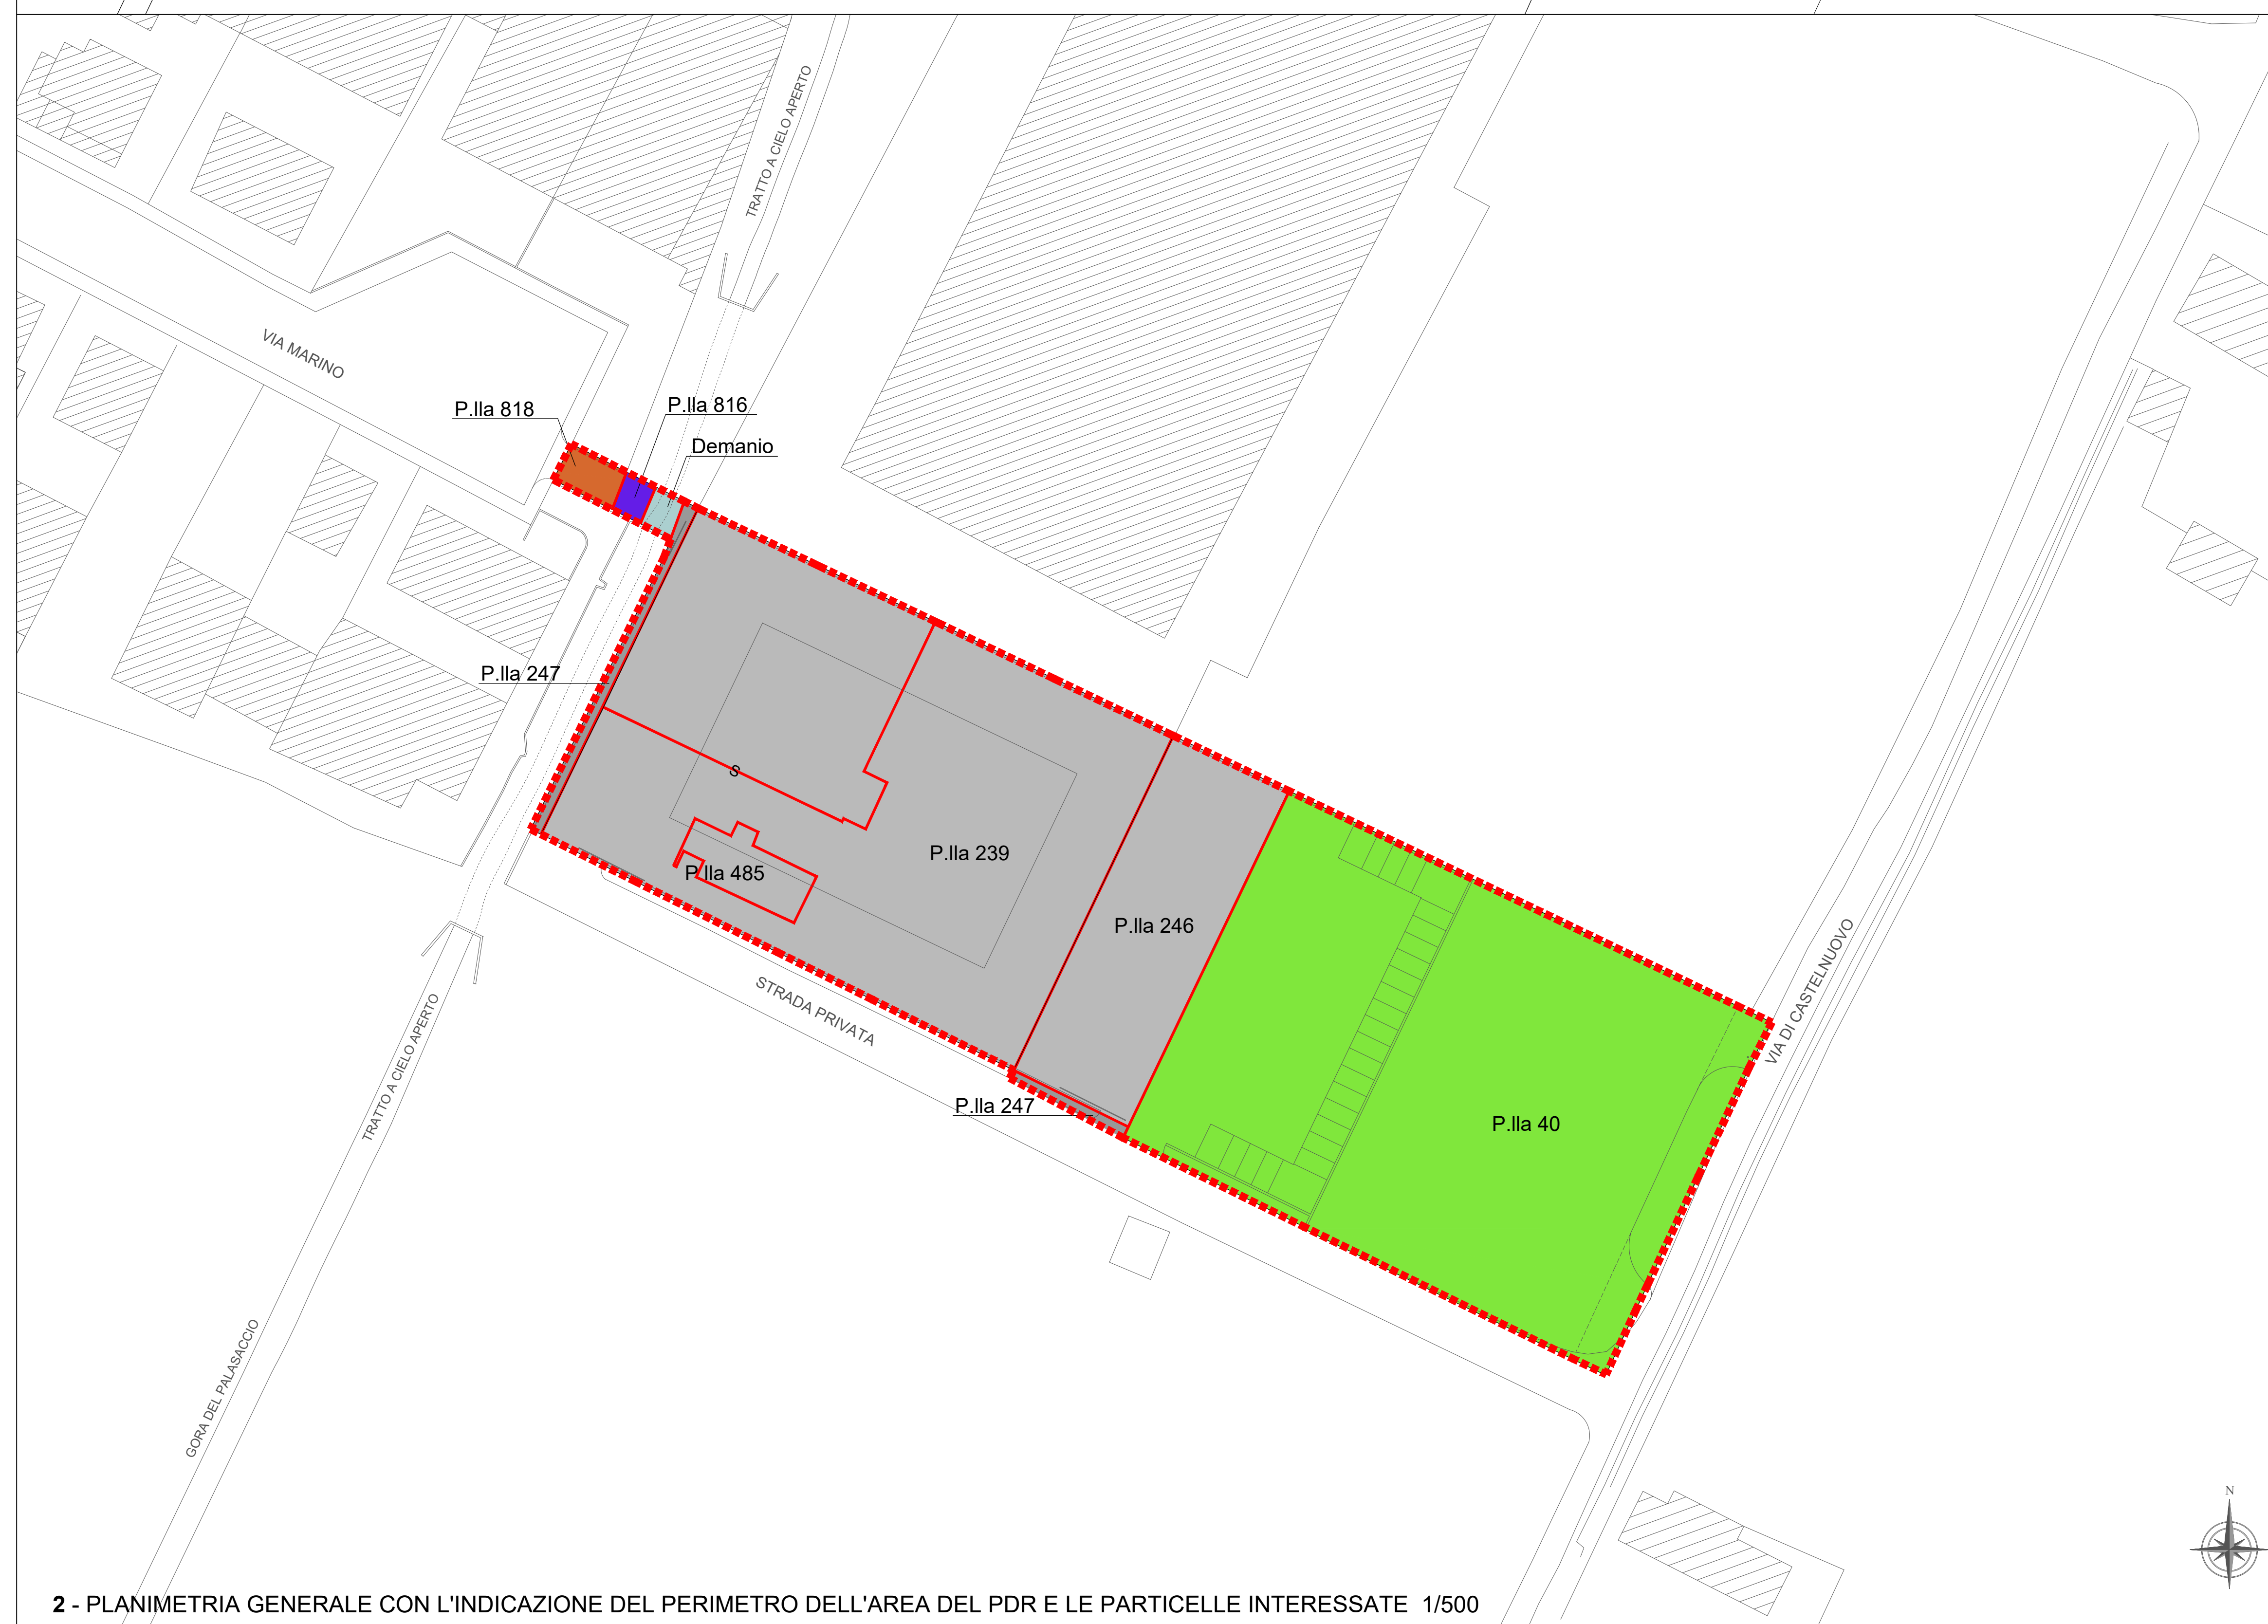 TRATTO A CIELO APERTO
VIA MARINO
P.lla 818
P.lla 816
Demanio
P.lla 247
S
P.lla 485
P.lla 239
P.lla 246
STRADA PRIVATA
P.lla 247
P.lla 40
VIA DI CASTELNUOVO
TRATTO A CIELO APERTO
GORA DEL PALASACCIO
N
2 - PLANIMETRIA GENERALE CON L'INDICAZIONE DEL PERIMETRO DELL'AREA DEL PDR E LE PARTICELLE INTERESSATE 1/500